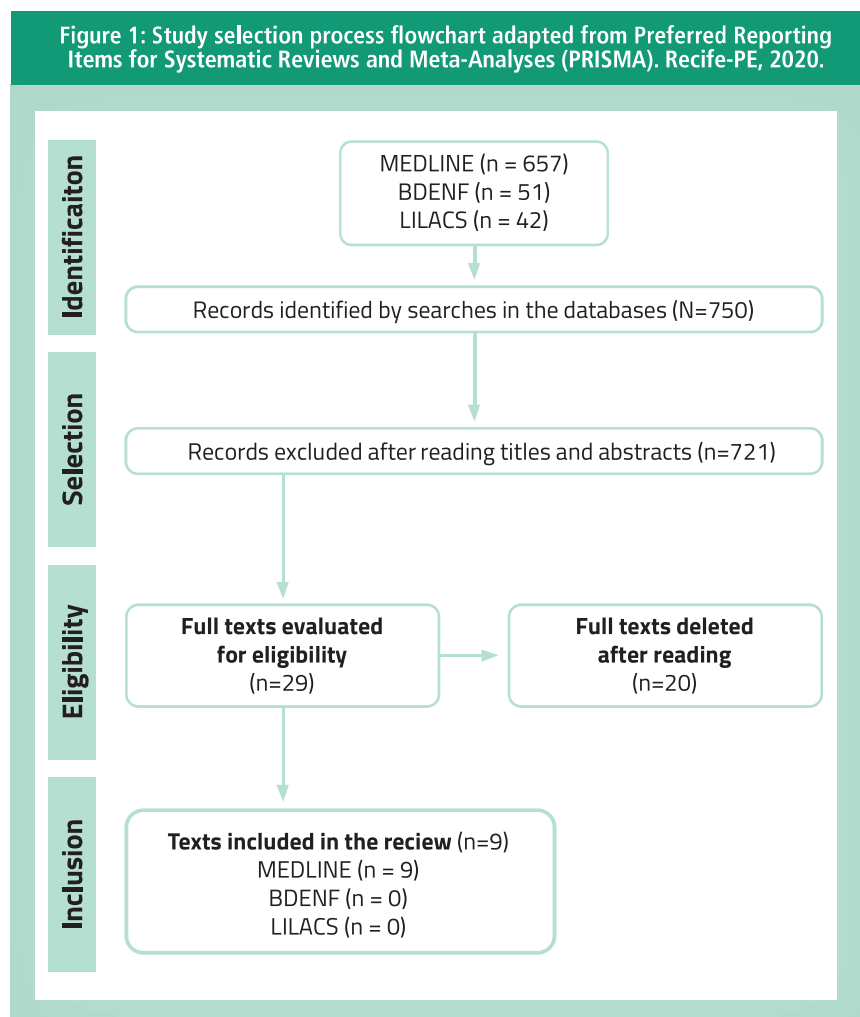 Figure 1: Study selection process flowchart adapted from Preferred Reporting
Items for Systematic Reviews and Meta-Analyses (PRISMA). Recife-PE, 2020.
Identificaiton
MEDLINE (n = 657)
BDENF (n = 51)
LILACS (n = 42)
Records identified by searches in the databases (N=750)
Selection
Records excluded after reading titles and abstracts (n=721)
Eligibility
Full texts evaluated
for eligibility
(n=29)
Full texts deleted
after reading
(n=20)
Inclusion
Texts included in the reciew (n=9)
MEDLINE (n = 9)
BDENF (n = 0)
LILACS (n = 0)